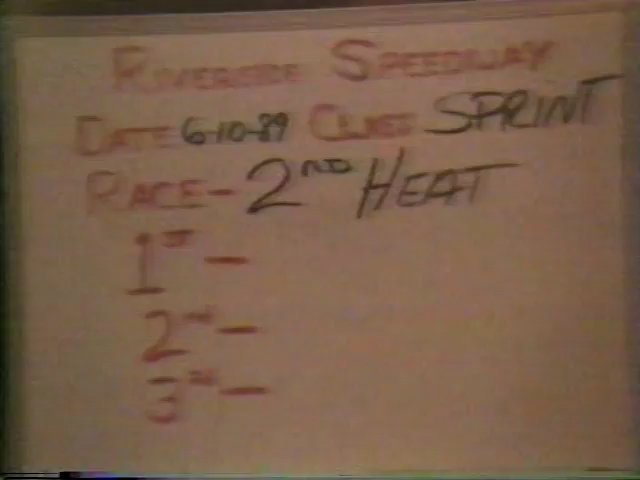 RIVERSIDE SPEEDWAY
DATE 6-10-89 CLASS SPRINT
RACE- 2ND HEAT
1ST -
2ND -
3RD -